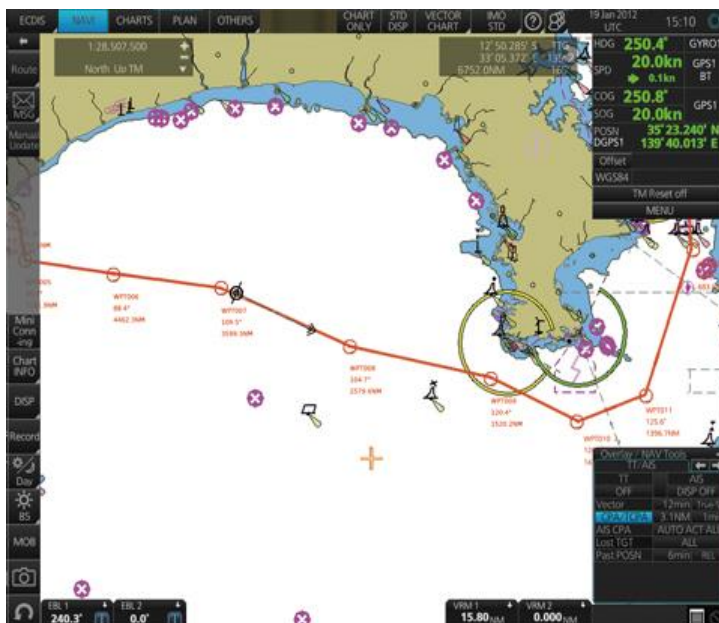 ECDIS NAVI CHARTS PLAN OTHERS CHART ONLY STD DISP VECTOR CHART IMO STD ? 19 Jan 2012 UTC 15:10
Route
MSG
Manual Update
Mini Conn -ing
Chart INFO
DISP
Record
Day
BS
MOB
1:28,507,500
North Up TM
12°50.285' S
33°05.372'
6752.0NM
HDG 250.4° GYRO1
SPD 20.0kn GPS1
0.1kn BT
COG 250.8° GPS1
SOG 20.0kn
POSN 35°23.240' N
DGPS1 139°40.013' E
Offset
WGS84
TM Reset off
MENU
WPT006
88.4°
4462.3NM
WPT007
109.5°
WPT008
104.7°
2579.6NM
WPT009
120.4°
1520.2NM
WPT010
WPT011
125.6°
1396.7NM
Overlay / NAV Tools
TT/AIS
TT AIS
OFF DISP OFF
Vector 12min True
CPA/TCPA 3.1NM 1m
AIS CPA AUTO ACT
Lost TGT ALL
Past POSN 6min REL
EBL 1 EBL 2
240.3° 0.0°
VRM 1 VRM 2
15.80 0.000